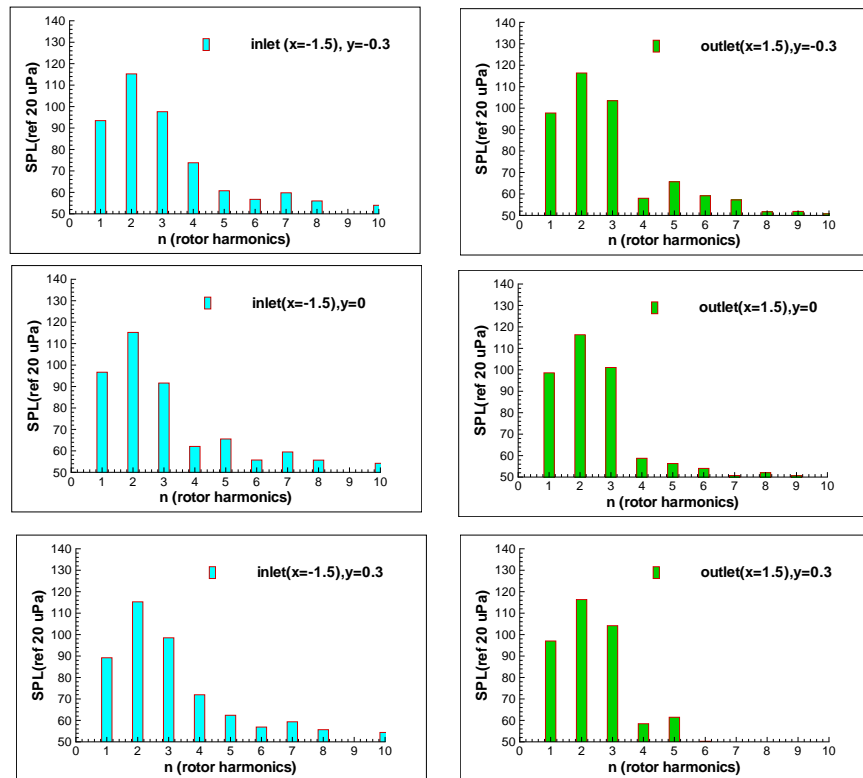 inlet (x=-1.5), y=-0.3
SPL(ref 20 uPa)
140
130
120
110
100
90
80
70
60
50
0 1 2 3 4 5 6 7 8 9 10
n (rotor harmonics)
outlet(x=1.5),y=-0.3
SPL(ref 20 uPa)
140
130
120
110
100
90
80
70
60
50
0 1 2 3 4 5 6 7 8 9 10
n (rotor harmonics)
inlet(x=-1.5),y=0
SPL(ref 20 uPa)
140
130
120
110
100
90
80
70
60
50
0 1 2 3 4 5 6 7 8 9 10
n (rotor harmonics)
outlet(x=1.5),y=0
SPL(ref 20 uPa)
140
130
120
110
100
90
80
70
60
50
0 1 2 3 4 5 6 7 8 9 10
n (rotor harmonics)
inlet(x=-1.5),y=0.3
SPL(ref 20 uPa)
140
130
120
110
100
90
80
70
60
50
0 1 2 3 4 5 6 7 8 9 10
n (rotor harmonics)
outlet(x=1.5),y=0.3
SPL(ref 20 uPa)
140
130
120
110
100
90
80
70
60
50
0 1 2 3 4 5 6 7 8 9 10
n (rotor harmonics)